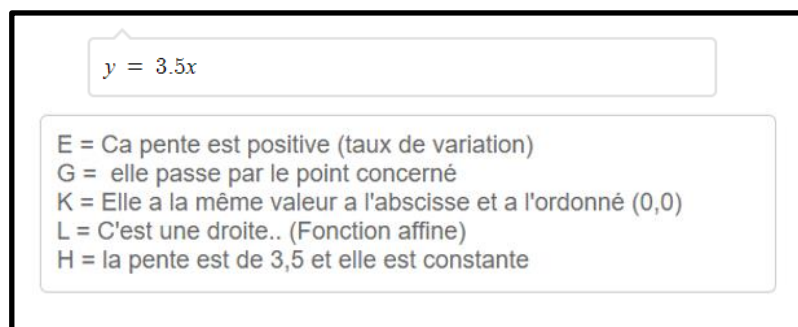 y = 3.5x
E = Ca pente est positive (taux de variation)
G = elle passe par le point concerné
K = Elle a la même valeur a l'abscisse et a l'ordonné (0,0)
L = C'est une droite.. (Fonction affine)
H = la pente est de 3,5 et elle est constante